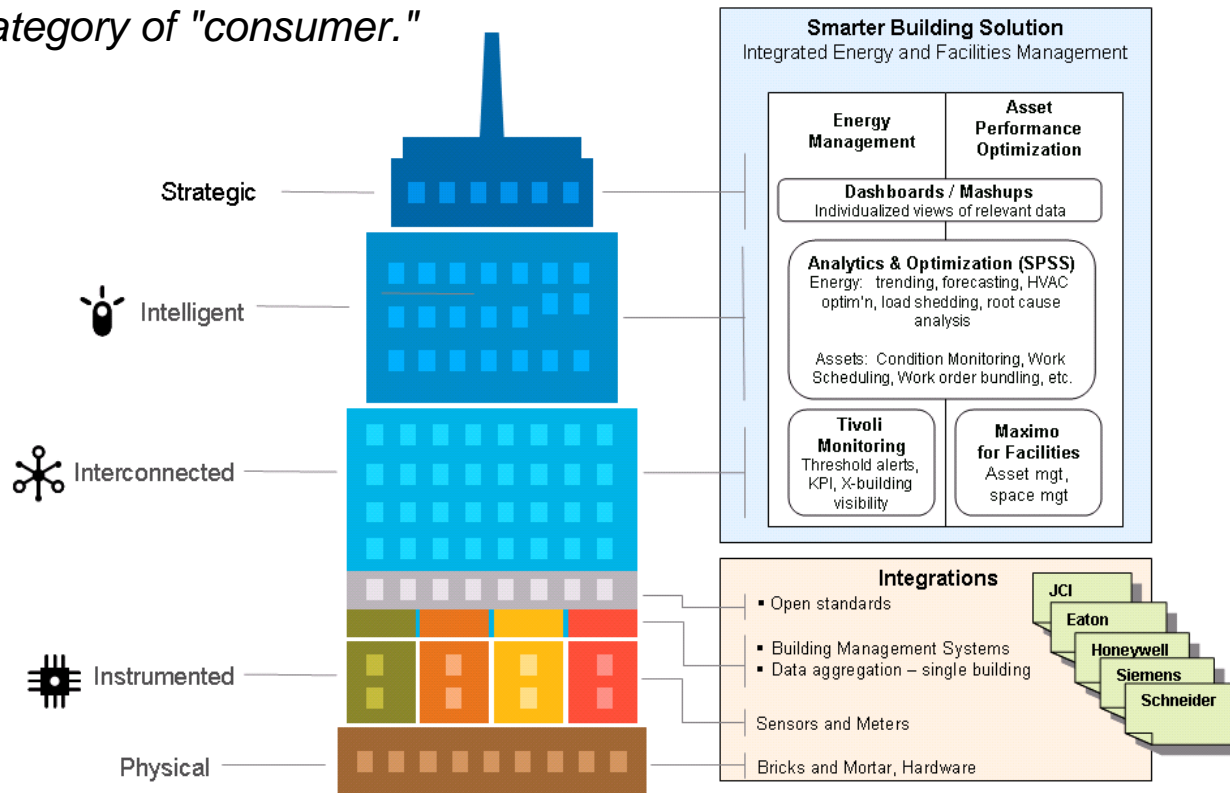 ategory of "consumer."
Smarter Building Solution
Integrated Energy and Facilities Management
Energy
Management
Asset
Performance
Optimization
Strategic
Dashboards / Mashups
Individualized views of relevant data
Analytics & Optimization (SPSS)
Energy: trending, forecasting, HVAC
optim'n, load shedding, root cause
analysis
Assets: Condition Monitoring, Work
Scheduling, Work order bundling, etc.
Intelligent
Tivoli
Monitoring
Threshold alerts,
KPI, X-building
visibility
Maximo
for Facilities
Asset mgt,
space mgt
Interconnected
Integrations
▪ Open standards
▪ Building Management Systems
▪ Data aggregation – single building
Sensors and Meters
Bricks and Mortar, Hardware
JCI
Eaton
Honeywell
Siemens
Schneider
Instrumented
Physical